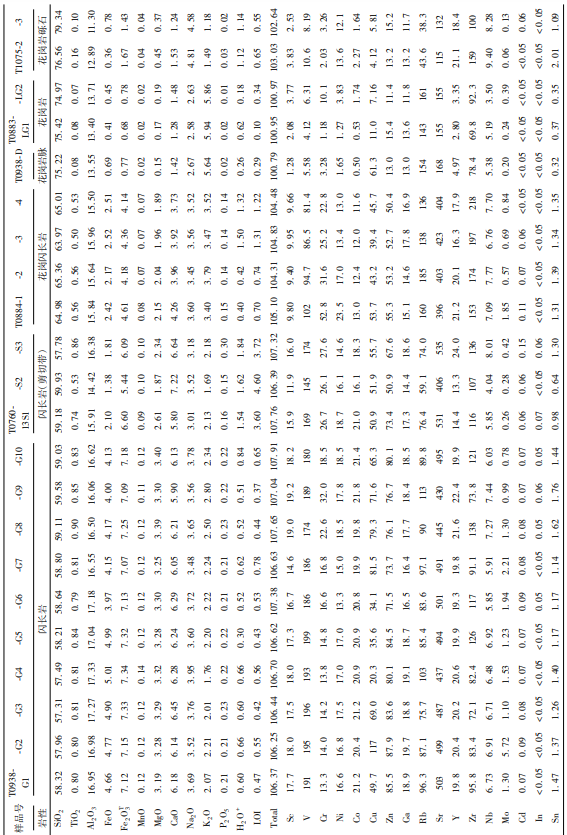 样品号 T0938-G1 -G2 -G3 -G4 -G5 -G6 -G7 -G8 -G9 -G10 T0760-13S1 -S2 -S3 T0884-1 -2 -3 -4 T0938-D T0883-LG1 -LG2 T1075-2 -3
岩性 闪长岩 闪长岩(剪切带) 花岗闪长岩 花岗岩脉 花岗岩 花岗岩砾石
SiO₂ 58.32 57.96 57.31 57.49 58.21 58.64 58.80 59.11 59.58 59.03 59.18 59.93 57.78 64.98 65.36 63.97 65.01 75.22 75.42 74.97 76.56 79.34
TiO₂ 0.80 0.80 0.81 0.81 0.84 0.79 0.81 0.90 0.85 0.83 0.74 0.53 0.86 0.56 0.56 0.50 0.53 0.08 0.08 0.07 0.16 0.10
Al₂O₃ 16.95 16.98 17.27 17.33 17.04 17.18 16.55 16.50 16.06 16.62 15.91 14.42 16.38 15.84 15.64 15.96 15.50 13.55 13.40 13.71 12.89 11.30
FeO 4.66 4.77 4.90 5.01 4.99 3.97 4.15 4.17 4.00 4.13 2.10 1.38 1.81 2.42 2.17 2.52 2.51 0.69 0.41 0.45 0.36 0.78
Fe₂O₃ᵀ 7.12 7.15 7.33 7.34 7.32 7.13 7.07 7.25 7.09 7.18 6.60 5.44 6.09 4.61 4.18 4.36 4.14 0.77 0.68 0.78 1.67 1.43
MnO 0.12 0.12 0.12 0.14 0.12 0.12 0.12 0.12 0.11 0.12 0.09 0.10 0.10 0.08 0.07 0.07 0.07 0.02 0.02 0.02 0.04 0.04
MgO 3.19 3.28 3.29 3.32 3.28 3.30 3.25 3.39 3.30 3.40 2.61 1.87 2.34 2.15 2.04 1.96 1.89 0.15 0.17 0.19 0.45 0.37
CaO 6.18 6.14 6.45 6.28 6.24 6.29 6.05 6.21 5.90 6.13 5.80 7.22 6.64 4.26 3.96 3.92 3.73 1.42 1.28 1.48 1.53 1.24
Na₂O 3.69 3.21 3.76 3.95 3.60 3.72 3.48 3.65 3.56 3.78 3.01 3.52 3.18 3.60 3.45 3.56 3.52 2.67 2.58 2.63 4.81 4.58
K₂O 2.07 2.21 2.01 1.76 2.20 2.22 2.24 2.50 2.80 2.34 2.13 1.69 2.18 3.40 3.79 3.47 3.52 5.64 5.94 5.86 1.49 1.18
P₂O₅ 0.21 0.21 0.23 0.22 0.22 0.21 0.21 0.23 0.22 0.22 0.16 0.15 0.30 0.15 0.14 0.14 0.14 0.02 0.02 0.01 0.03 0.02
H₂O⁺ 0.60 0.66 0.60 0.66 0.30 0.52 0.62 0.52 0.51 0.84 1.54 1.62 1.84 0.40 0.42 1.50 1.32 0.26 0.62 0.18 1.12 0.14
LOI 0.47 0.55 0.42 0.56 0.43 0.53 0.78 0.44 0.37 0.65 3.60 4.60 3.72 0.70 0.74 1.31 1.22 0.29 0.10 0.34 0.65 0.55
Total 106.37 106.25 106.44 106.70 106.62 107.38 106.63 107.65 107.04 107.91 107.76 106.39 107.32 105.10 104.31 104.83 104.48 100.79 100.95 100.97 103.03 102.64
Sc 17.7 18.0 17.5 18.0 17.3 16.7 14.6 19.0 19.2 18.2 15.9 11.9 16.0 9.80 9.40 9.95 9.66 1.28 2.08 3.77 3.83 2.53
V 191 195 196 193 199 186 186 174 189 180 169 145 174 102 94.7 86.5 81.4 5.58 4.12 6.31 10.6 8.19
Cr 13.3 14.0 14.2 13.8 14.8 16.6 16.8 22.6 32.0 18.5 26.7 26.1 27.6 52.8 31.6 25.2 22.8 3.28 1.18 10.1 2.03 3.26
Ni 16.6 16.8 17.5 17.0 17.0 13.3 15.0 18.5 17.8 18.5 18.7 16.1 14.6 23.5 17.0 13.4 13.0 1.65 1.27 3.83 13.6 12.1
Co 21.2 20.4 21.2 20.9 20.9 20.8 19.9 19.8 21.8 21.4 21.0 16.1 18.3 13.0 12.4 12.0 11.6 0.50 0.53 1.74 2.27 1.64
Cu 49.7 117 69.0 20.3 35.6 34.1 81.5 79.3 71.6 65.3 50.9 51.9 55.7 53.7 43.2 39.4 45.7 61.3 11.0 7.16 4.12 5.81
Zn 85.5 87.9 83.6 80.1 84.5 71.5 73.7 76.1 76.7 80.1 73.4 50.9 67.6 55.3 53.2 52.7 50.4 13.0 15.4 11.4 13.2 15.2
Ga 18.9 19.7 18.8 19.1 18.7 16.5 16.4 17.7 18.4 18.5 17.3 14.4 18.6 15.1 14.6 17.8 16.9 13.0 13.6 11.8 13.2 11.7
Rb 96.3 87.1 75.7 103 85.4 83.6 97.1 90 113 89.8 76.4 59.1 74.0 160 185 138 136 154 143 161 43.6 38.3
Sr 503 499 487 437 494 501 491 445 430 495 531 406 535 396 403 423 404 168 155 155 115 132
Y 19.8 20.4 20.2 20.6 19.9 19.3 19.8 21.6 22.4 19.9 14.4 13.3 24.0 21.2 20.1 16.3 17.9 4.97 2.80 3.35 21.1 18.4
Zr 95.8 83.4 72.1 82.4 126 117 91.1 138 73.8 121 116 107 136 153 174 197 218 78.4 69.8 92.3 159 100
Nb 6.73 6.91 6.71 6.48 6.92 5.85 5.91 7.27 7.44 6.03 5.85 4.04 8.01 7.09 7.77 6.76 7.70 5.38 5.19 3.50 9.40 8.28
Mo 1.30 5.72 1.10 1.53 1.23 1.94 2.21 1.30 0.99 0.78 0.26 0.28 0.42 1.85 0.57 0.69 0.84 0.20 0.24 0.39 0.06 0.13
Cd 0.07 0.09 0.08 0.07 0.07 0.09 0.08 0.08 0.07 0.07 0.06 0.06 0.15 0.11 0.07 0.06 0.06 <0.05 <0.05 <0.05 <0.05 0.06
In <0.05 0.05 <0.05 <0.05 <0.05 <0.05 <0.05 0.05 0.06 0.05 0.07 <0.05 0.06 <0.05 <0.05 <0.05 <0.05 <0.05 <0.05 <0.05 <0.05 <0.05
Sn 1.47 1.37 1.26 1.40 1.17 1.17 1.14 1.62 1.76 1.44 0.98 0.64 1.30 1.31 1.39 1.34 1.35 0.32 0.37 0.35 2.01 1.09